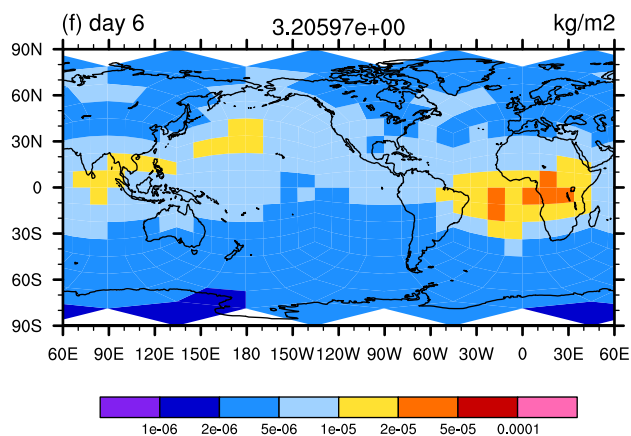 (f) day 6 3.20597e+00 kg/m2
90N
60N
30N
0
30S
60S
90S
60E 90E 120E 150E 180 150W 120W 90W 60W 30W 0 30E 60E
1e-06 2e-06 5e-06 1e-05 2e-05 5e-05 0.0001